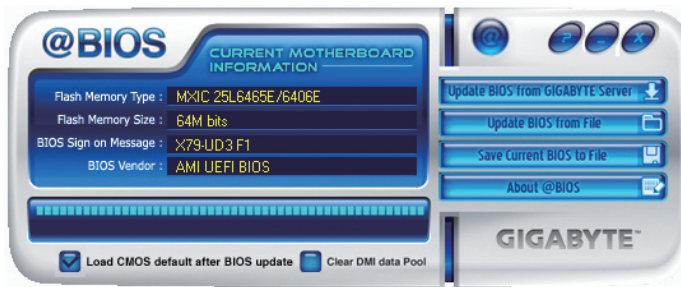 @BIOS
CURRENT MOTHERBOARD
INFORMATION
Flash Memory Type : MXIC 25L6465E/6406E
Flash Memory Size : 64M bits
BIOS Sign on Message : X79-UD3 F1
BIOS Vendor : AMI UEFI BIOS
Load CMOS default after BIOS update Clear DMI data Pool
@ ? – X
Update BIOS from GIGABYTE Server
Update BIOS from File
Save Current BIOS to File
About @BIOS
GIGABYTE™